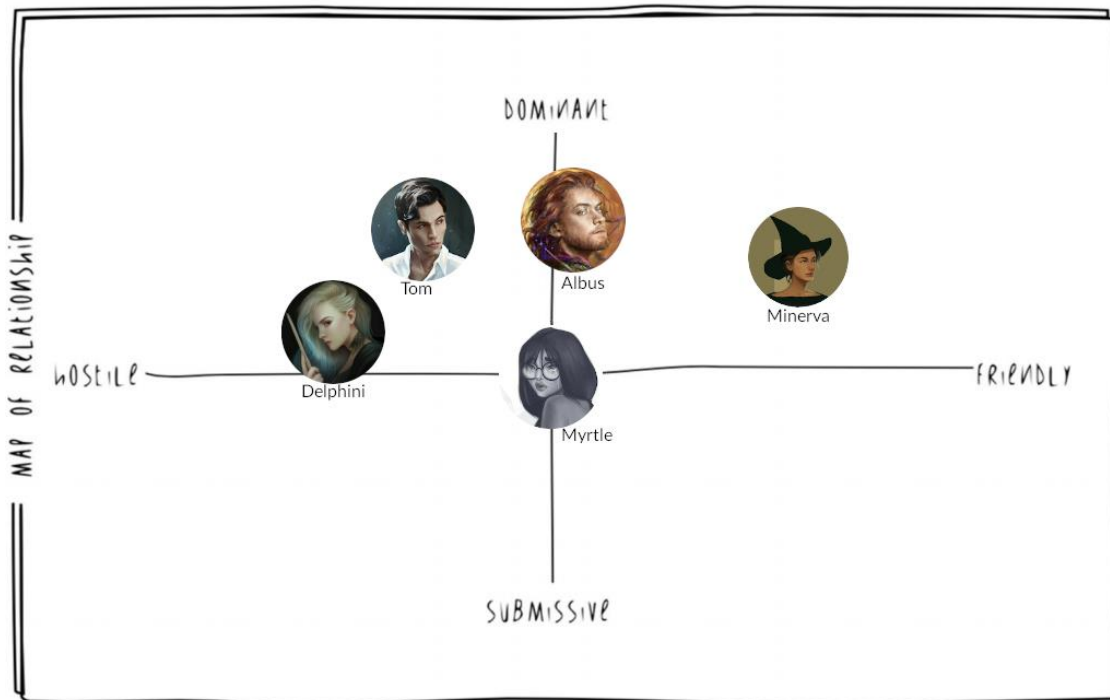 DOMINANT
Tom
Albus
Minerva
Delphini
HOSTILE
FRIENDLY
Myrtle
SUBMISSIVE
MAP OF RELATIONSHIP